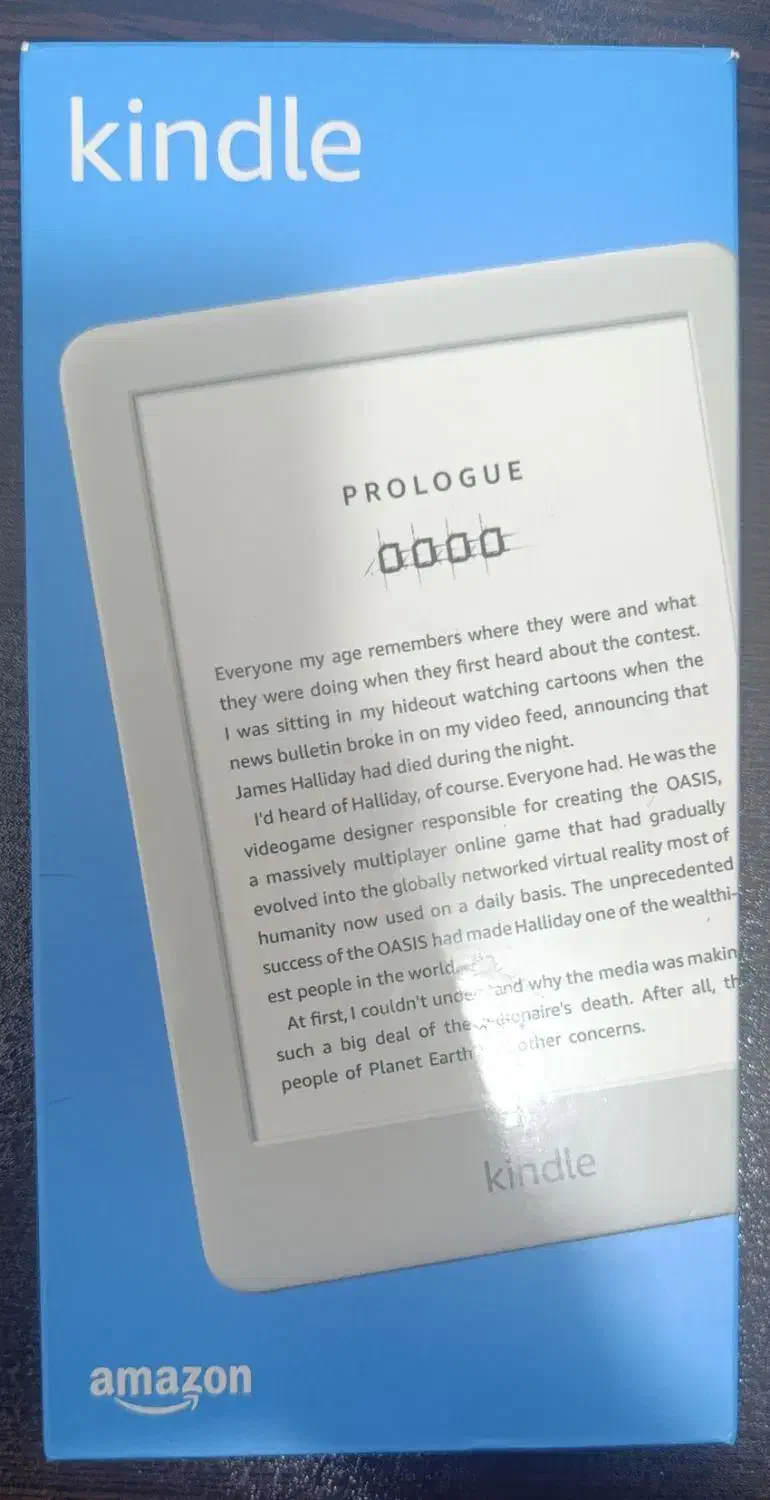 kindle
PROLOGUE
0000
Everyone my age remembers where they were and what
they were doing when they first heard about the contest.
I was sitting in my hideout watching cartoons when the
news bulletin broke in on my video feed, announcing that
James Halliday had died during the night.
I'd heard of Halliday, of course. Everyone had. He was the
videogame designer responsible for creating the OASIS,
a massively multiplayer online game that had gradually
evolved into the globally networked virtual reality most of
humanity now used on a daily basis. The unprecedented
success of the OASIS had made Halliday one of the wealthi-
est people in the world.
At first, I couldn't why the media was makin
such a big deal of the death. After all, th
people of Planet Earth other concerns.
kindle
amazon